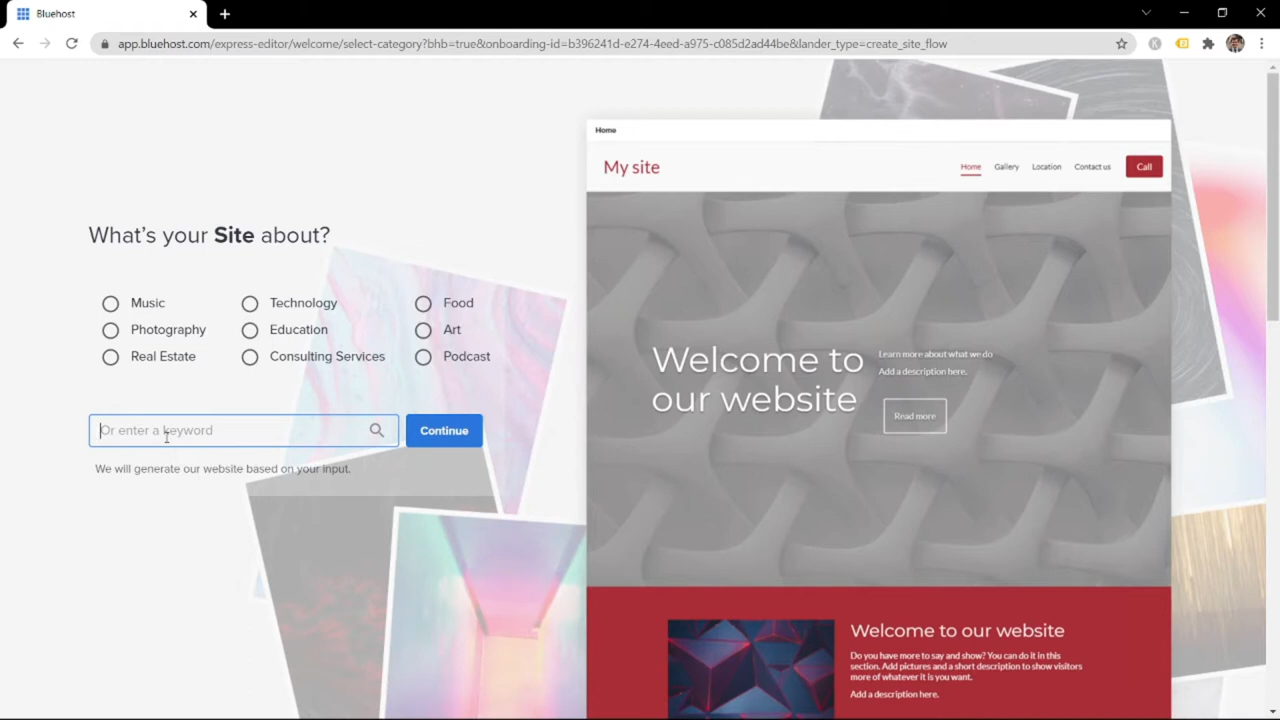 Bluehost
app.bluehost.com/express-editor/welcome/select-category?bhb=true&onboarding-id=b396241d-e274-4eed-a975-c085d2ad44be&lander_type=create_site_flow
What's your Site about?
Music
Technology
Food
Photography
Education
Art
Real Estate
Consulting Services
Podcast
Or enter a keyword
Continue
We will generate our website based on your input.
Home
My site
Home
Gallery
Location
Contact us
Call
Welcome to
our website
Learn more about what we do
Add a description here.
Read more
Welcome to our website
Do you have more to say and show? You can do it in this
section. Add pictures and a short description to show visitors
more of whatever it is you want.
Add a description here.